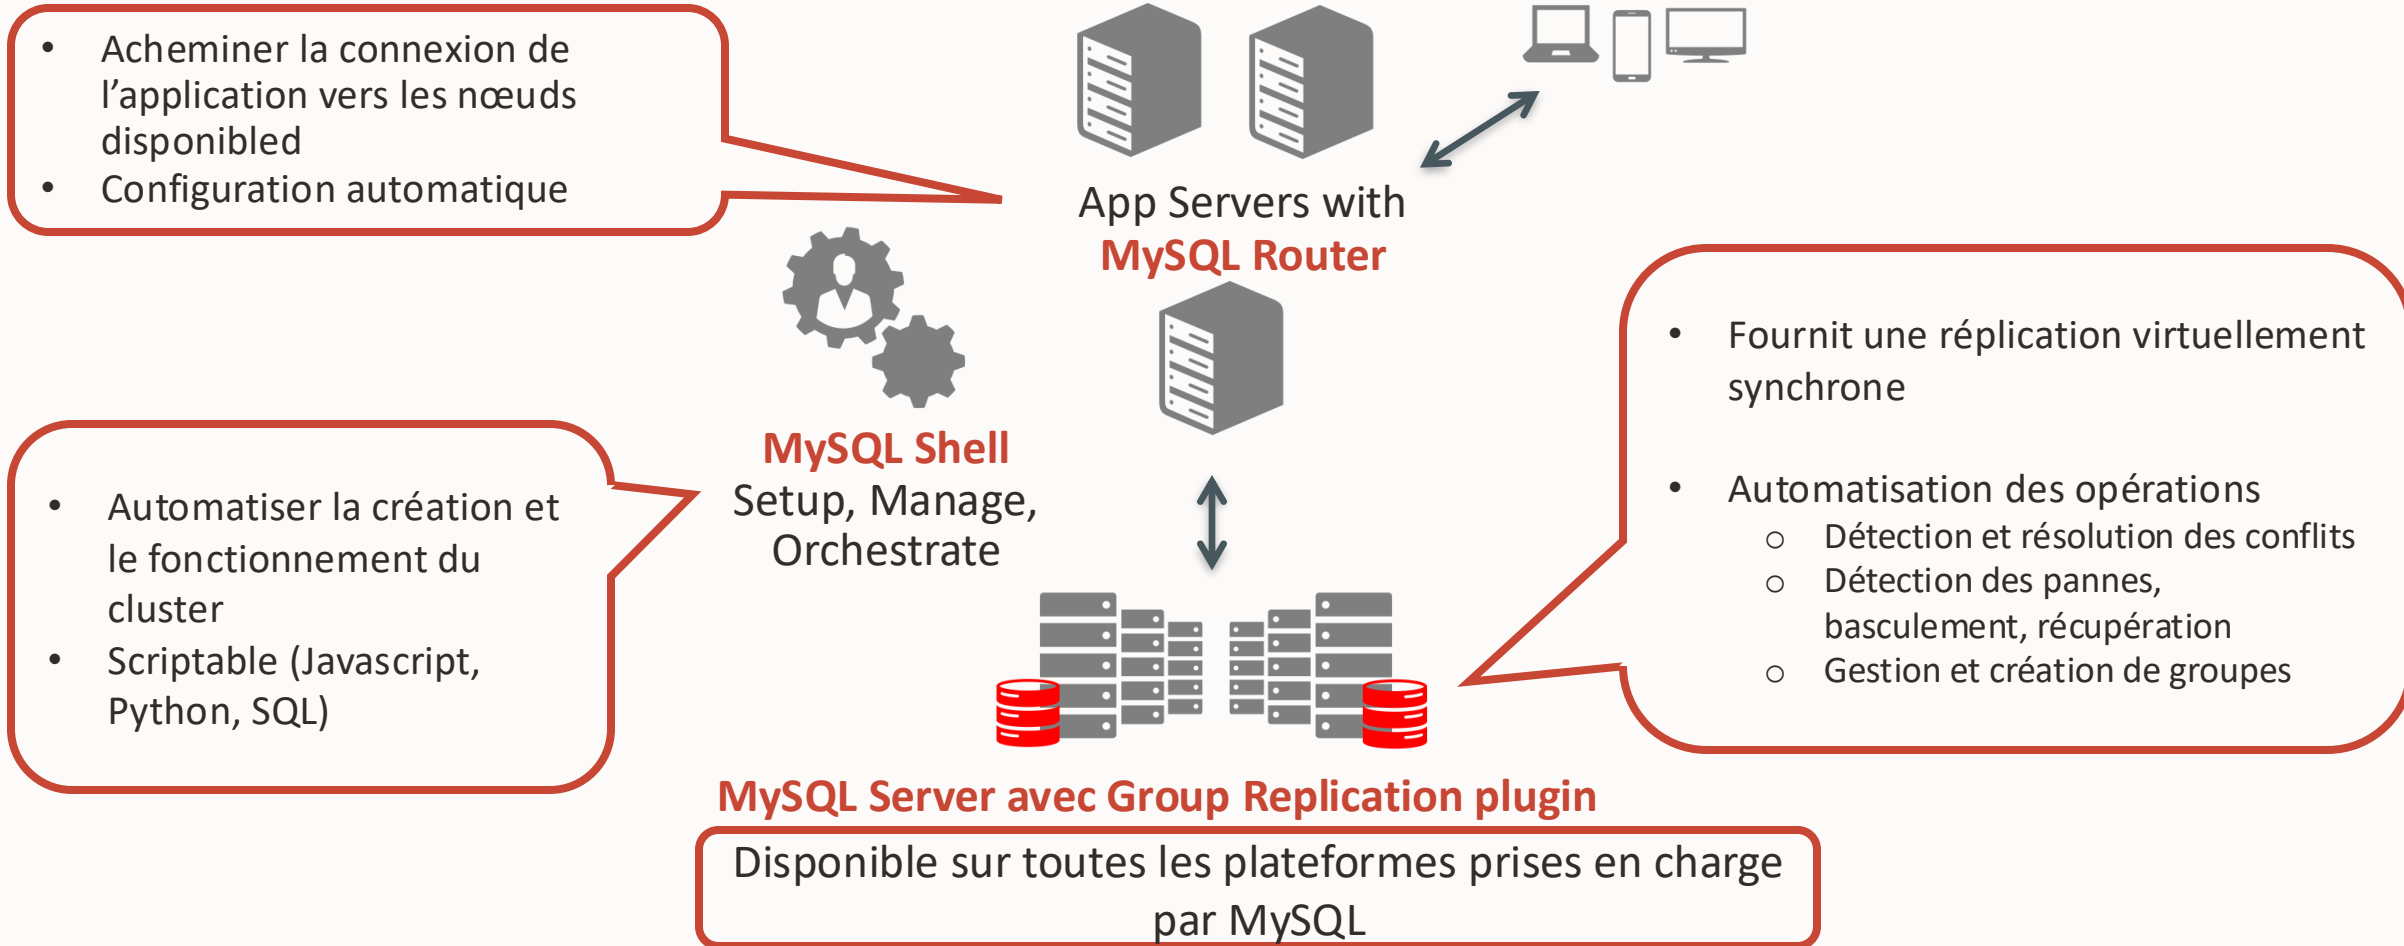 • Acheminer la connexion de
l’application vers les nœuds
disponibled
• Configuration automatique
App Servers with
MySQL Router
MySQL Shell
Setup, Manage,
Orchestrate
• Automatiser la création et
le fonctionnement du
cluster
• Scriptable (Javascript,
Python, SQL)
• Fournit une réplication virtuellement
synchrone
• Automatisation des opérations
o Détection et résolution des conflits
o Détection des pannes,
basculement, récupération
o Gestion et création de groupes
MySQL Server avec Group Replication plugin
Disponible sur toutes les plateformes prises en charge
par MySQL